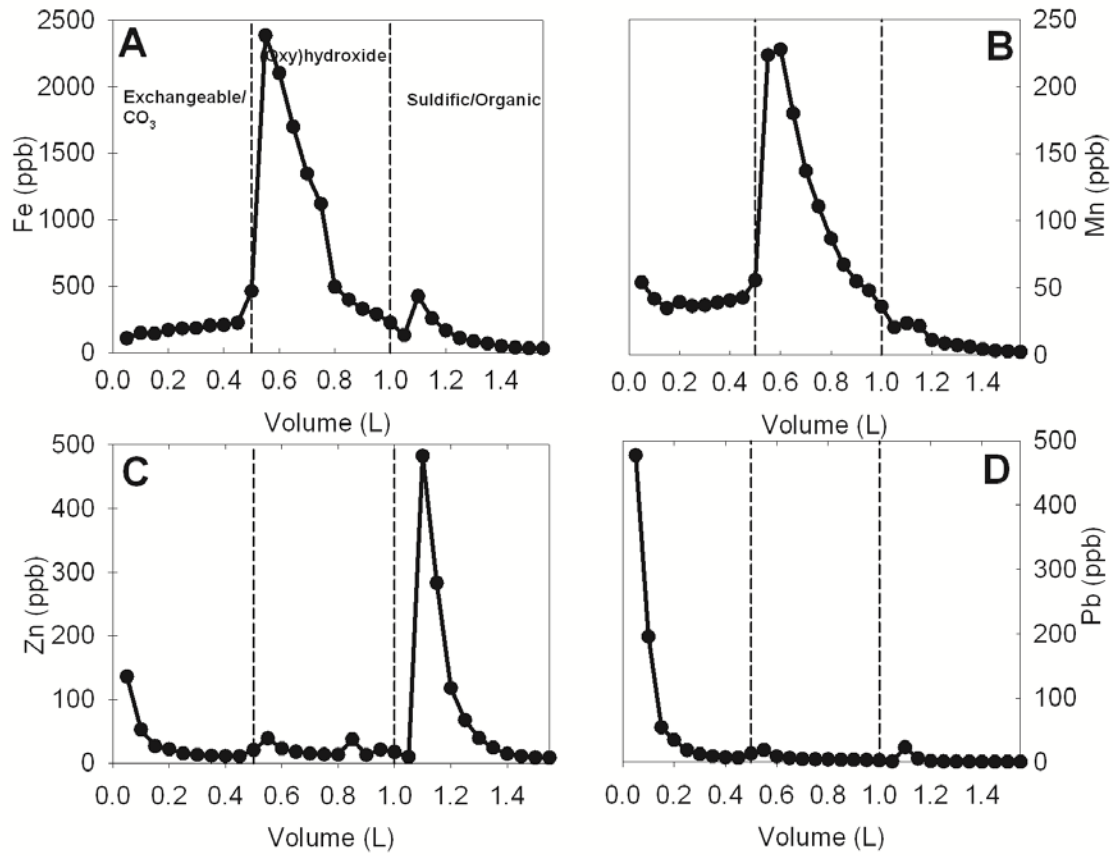 A
2500
2000
1500
1000
500
0
Fe (ppb)
(Oxy)hydroxide
Exchangeable/
CO3
Suldific/Organic
0.0 0.2 0.4 0.6 0.8 1.0 1.2 1.4
Volume (L)
B
250
200
150
100
50
0
Mn (ppb)
0.0 0.2 0.4 0.6 0.8 1.0 1.2 1.4
Volume (L)
C
500
400
300
200
100
0
Zn (ppb)
0.0 0.2 0.4 0.6 0.8 1.0 1.2 1.4
Volume (L)
D
500
400
300
200
100
0
Pb (ppb)
0.0 0.2 0.4 0.6 0.8 1.0 1.2 1.4
Volume (L)